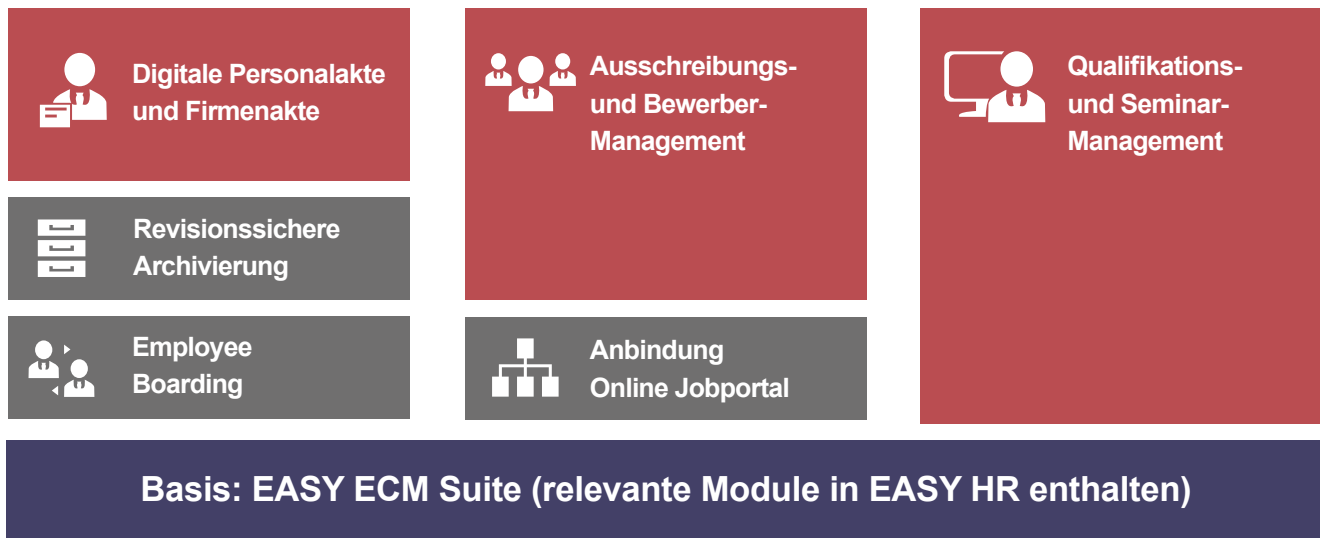 Digitale Personalakte
und Firmenakte
Revisionssichere
Archivierung
Employee
Boarding
Ausschreibungs-
und Bewerber-
Management
Anbindung
Online Jobportal
Qualifikations-
und Seminar-
Management
Basis: EASY ECM Suite (relevante Module in EASY HR enthalten)